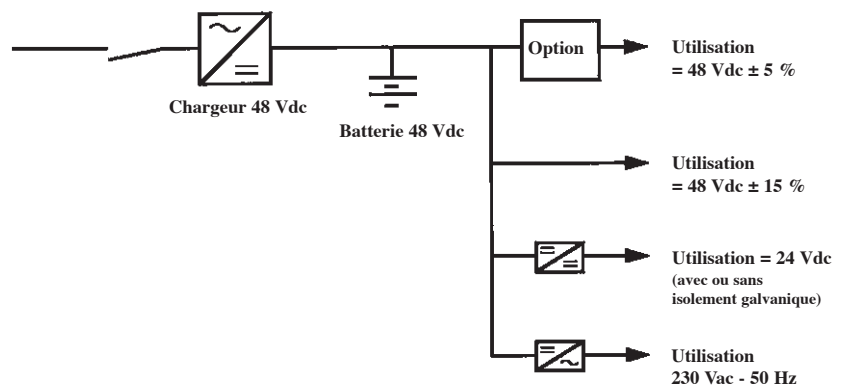 Option
Utilisation
= 48 Vdc ± 5 %
Chargeur 48 Vdc
Batterie 48 Vdc
Utilisation
= 48 Vdc ± 15 %
Utilisation = 24 Vdc
(avec ou sans
isolement galvanique)
Utilisation
230 Vac - 50 Hz